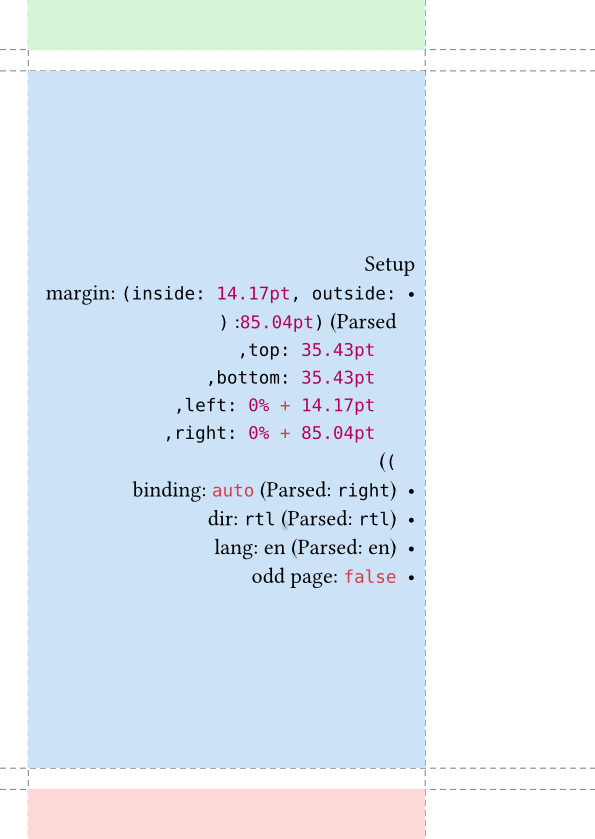 Setup
• margin: (inside: 14.17pt, outside:
85.04pt) (Parsed: (
top: 35.43pt,
bottom: 35.43pt,
left: 0% + 14.17pt,
right: 0% + 85.04pt,
))
• binding: auto (Parsed: right)
• dir: rtl (Parsed: rtl)
• lang: en (Parsed: en)
• odd page: false